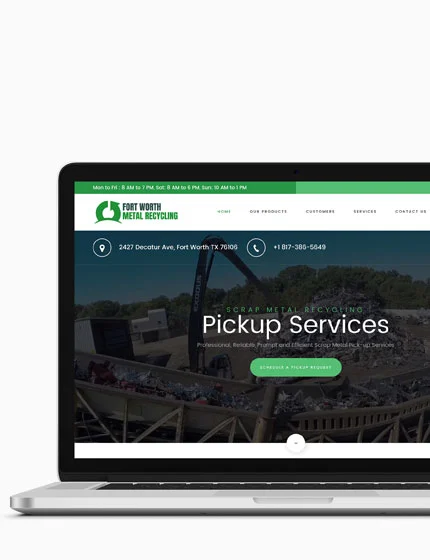 Mon to Fri : 8 AM to 7 PM, Sat: 8 AM to 6 PM, Sun: 10 AM to 1 PM
FORT WORTH
METAL RECYCLING
HOME OUR PRODUCTS CUSTOMERS SERVICES CONTACT US
2427 Decatur Ave, Fort Worth TX 76106 +1 817-386-5649
SCRAP METAL RECYCLING
Pickup Services
Professional, Reliable, Prompt and Efficient Scrap Metal Pick-up Services
SCHEDULE A PICKUP REQUEST